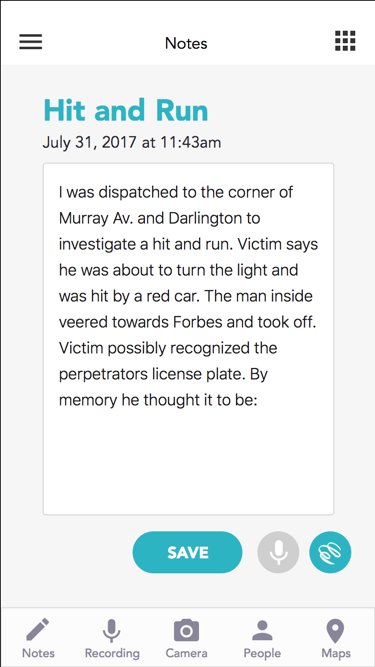 Notes
Hit and Run
July 31, 2017 at 11:43am
I was dispatched to the corner of
Murray Av. and Darlington to
investigate a hit and run. Victim says
he was about to turn the light and
was hit by a red car. The man inside
veered towards Forbes and took off.
Victim possibly recognized the
perpetrators license plate. By
memory he thought it to be:
SAVE
Notes
Recording
Camera
People
Maps